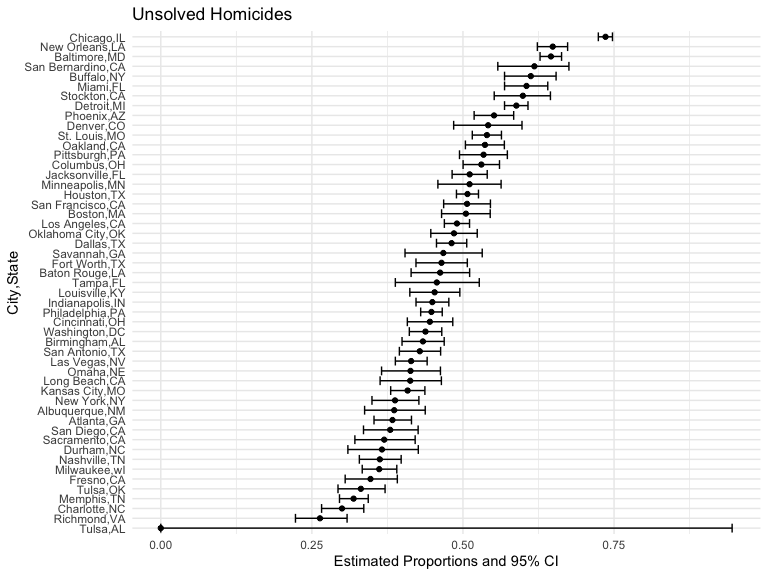 Unsolved Homicides
City,State
Chicago,IL
New Orleans,LA
Baltimore,MD
San Bernardino,CA
Buffalo,NY
Miami,FL
Stockton,CA
Detroit,MI
Phoenix,AZ
Denver,CO
St. Louis,MO
Oakland,CA
Pittsburgh,PA
Columbus,OH
Jacksonville,FL
Minneapolis,MN
Houston,TX
San Francisco,CA
Boston,MA
Los Angeles,CA
Oklahoma City,OK
Dallas,TX
Savannah,GA
Fort Worth,TX
Baton Rouge,LA
Tampa,FL
Louisville,KY
Indianapolis,IN
Philadelphia,PA
Cincinnati,OH
Washington,DC
Birmingham,AL
San Antonio,TX
Las Vegas,NV
Omaha,NE
Long Beach,CA
Kansas City,MO
New York,NY
Albuquerque,NM
Atlanta,GA
San Diego,CA
Sacramento,CA
Durham,NC
Nashville,TN
Milwaukee,wI
Fresno,CA
Tulsa,OK
Memphis,TN
Charlotte,NC
Richmond,VA
Tulsa,AL
0.00 0.25 0.50 0.75
Estimated Proportions and 95% CI